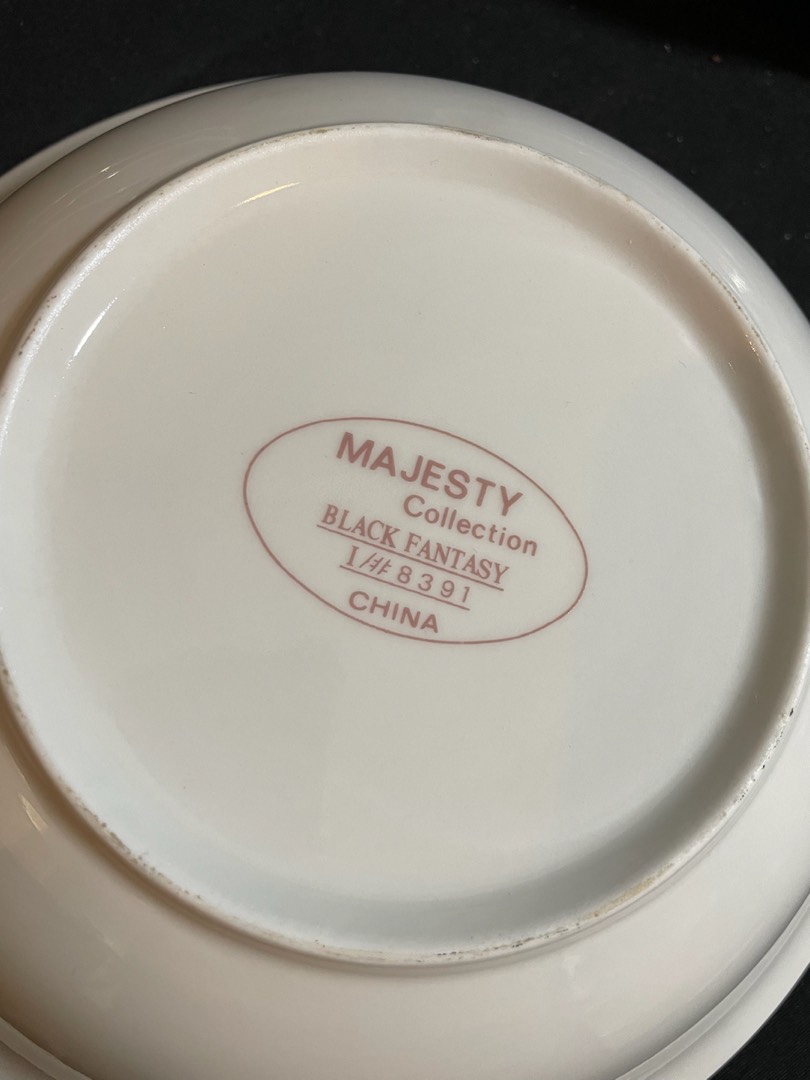 MAJESTY
Collection
BLACK FANTASY
I/# 8391
CHINA